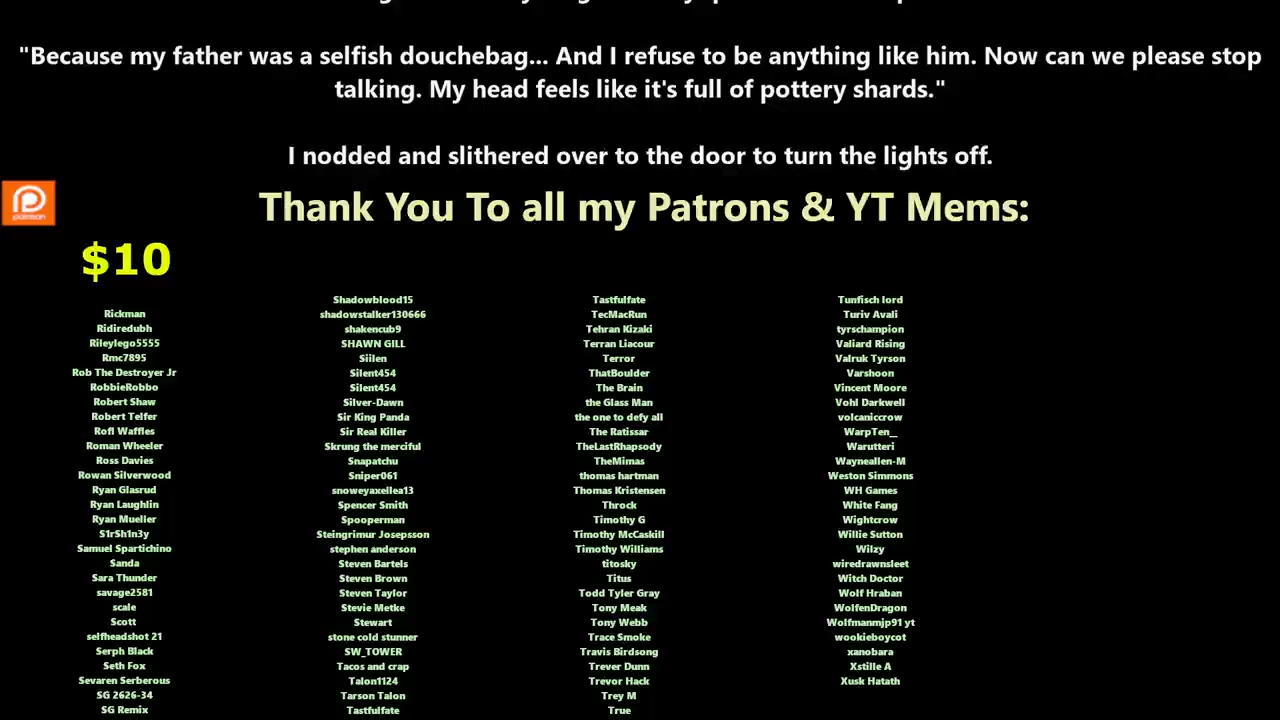 "Because my father was a selfish douchebag... And I refuse to be anything like him. Now can we please stop
talking. My head feels like it's full of pottery shards."
I nodded and slithered over to the door to turn the lights off.
patreon
Thank You To all my Patrons & YT Mems:
$10
Rickman
Ridiredubh
Rileylego5555
Rmc7895
Rob The Destroyer Jr
RobbieRobbo
Robert Shaw
Robert Telfer
Rofl Waffles
Roman Wheeler
Ross Davies
Rowan Silverwood
Ryan Glasrud
Ryan Laughlin
Ryan Mueller
S1rSh1n3y
Samuel Spartichino
Sanda
Sara Thunder
savage2581
scale
Scott
selfheadshot 21
Serph Black
Seth Fox
Sevaren Serberous
SG 2626-34
SG Remix
Shadowblood15
shadowstalker130666
shakencub9
SHAWN GILL
Siilen
Silent454
Silent454
Silver-Dawn
Sir King Panda
Sir Real Killer
Skrung the merciful
Snapatchu
Sniper061
snoweyaxellea13
Spencer Smith
Spooperman
Steingrimur Josepsson
stephen anderson
Steven Bartels
Steven Brown
Steven Taylor
Stevie Metke
Stewart
stone cold stunner
SW_TOWER
Tacos and crap
Talon1124
Tarson Talon
Tastfulfate
Tastfulfate
TecMacRun
Tehran Kizaki
Terran Liacour
Terror
ThatBoulder
The Brain
the Glass Man
the one to defy all
The Ratissar
TheLastRhapsody
TheMimas
thomas hartman
Thomas Kristensen
Throck
Timothy G
Timothy McCaskill
Timothy Williams
titosky
Titus
Todd Tyler Gray
Tony Meak
Tony Webb
Trace Smoke
Travis Birdsong
Trever Dunn
Trevor Hack
Trey M
True
Tunfisch lord
Turiv Avali
tyrschampion
Valiard Rising
Valruk Tyrson
Varshoon
Vincent Moore
Vohl Darkwell
volcaniccrow
WarpTen__
Warutteri
Wayneallen-M
Weston Simmons
WH Games
White Fang
Wightcrow
Willie Sutton
Wilzy
wiredrawnsleet
Witch Doctor
Wolf Hraban
WolfenDragon
Wolfmanmjp91 yt
wookieboycot
xanobara
Xstille A
Xusk Hatath